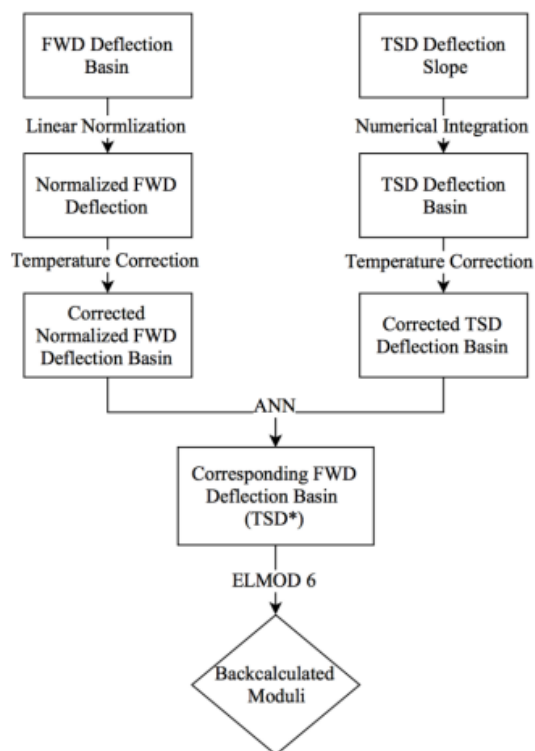 FWD Deflection
Basin
TSD Deflection
Slope
Linear Normlization
Numerical Integration
Normalized FWD
Deflection
TSD Deflection
Basin
Temperature Correction
Temperature Correction
Corrected
Normalized FWD
Deflection Basin
Corrected TSD
Deflection Basin
ANN
Corresponding FWD
Deflection Basin
(TSD*)
ELMOD 6
Backcalculated
Moduli